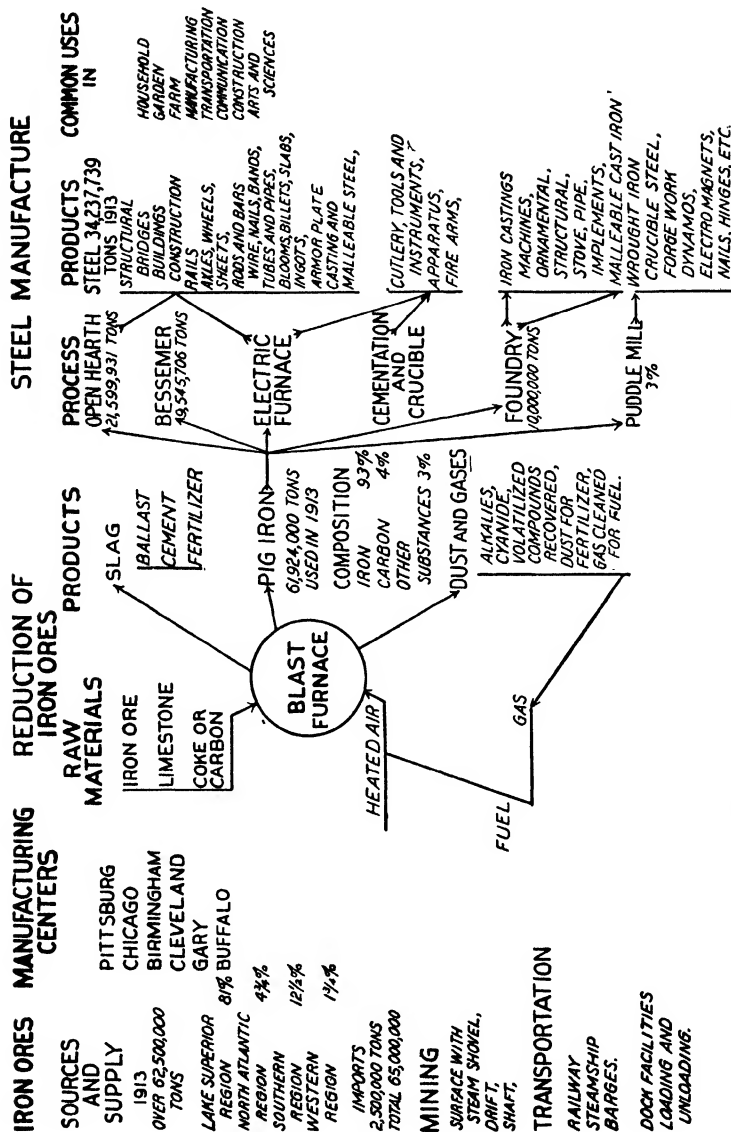 IRON ORES
SOURCES
AND
SUPPLY
1913
OVER 62,500,000
TONS
LAKE SUPERIOR
REGION 81%
NORTH ATLANTIC
REGION 4¾%
SOUTHERN
REGION 12½%
WESTERN
REGION 1¾%
IMPORTS
2,500,000 TONS
TOTAL 65,000,000
MINING
SURFACE WITH
STEAM SHOVEL,
DRIFT,
SHAFT,
TRANSPORTATION
RAILWAY
STEAMSHIP
BARGES.
DOCK FACILITIES
LOADING AND
UNLOADING.
MANUFACTURING
CENTERS
PITTSBURG
CHICAGO
BIRMINGHAM
CLEVELAND
GARY
BUFFALO
REDUCTION OF
IRON ORES
RAW
MATERIALS
IRON ORE
LIMESTONE
COKE OR
CARBON
BLAST
FURNACE
HEATED AIR
FUEL
GAS
PRODUCTS
SLAG
BALLAST
CEMENT
FERTILIZER
PIG IRON
61,924,000 TONS
USED IN 1913
COMPOSITION
IRON 93%
CARBON 4%
OTHER
SUBSTANCES 3%
DUST AND GASES
ALKALIES,
CYANIDE,
VOLATILIZED
COMPOUNDS
RECOVERED,
DUST FOR
FERTILIZER,
GAS CLEANED
FOR FUEL.
STEEL MANUFACTURE
PROCESS
OPEN HEARTH
21,599,931 TONS
BESSEMER
9,545,706 TONS
ELECTRIC
FURNACE
CEMENTATION
AND
CRUCIBLE
FOUNDRY
10,000,000 TONS
PUDDLE MILL
3%
PRODUCTS
STEEL 34,237,739
TONS 1913
STRUCTURAL
BRIDGES
BUILDINGS
CONSTRUCTION
RAILS
AXLES, WHEELS,
SHEETS,
RODS AND BARS
WIRE, NAILS, BANDS,
TUBES AND PIPES,
BLOOMS, BILLETS, SLABS,
INGOTS,
ARMOR PLATE
CASTING AND
MALLEABLE STEEL,
CUTLERY, TOOLS AND
INSTRUMENTS,
APPARATUS,
FIRE ARMS,
IRON CASTINGS
MACHINES,
ORNAMENTAL,
STRUCTURAL,
STOVE, PIPE,
IMPLEMENTS,
MALLEABLE CAST IRON
WROUGHT IRON
CRUCIBLE STEEL,
FORGE WORK
DYNAMOS,
ELECTRO MAGNETS,
NAILS, HINGES, ETC.
COMMON USES
IN
HOUSEHOLD
GARDEN
FARM
MANUFACTURING
TRANSPORTATION
COMMUNICATION
CONSTRUCTION
ARTS AND
SCIENCES